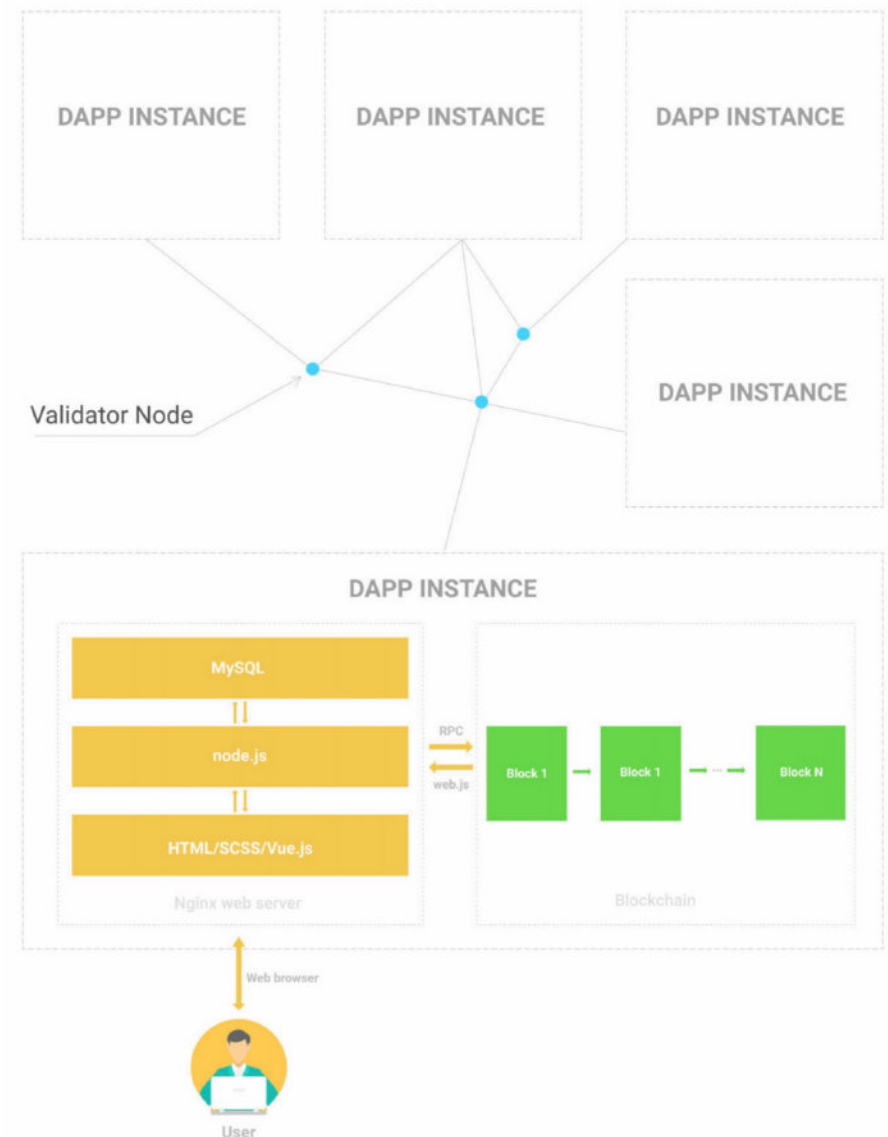 DAPP INSTANCE
DAPP INSTANCE
DAPP INSTANCE
DAPP INSTANCE
Validator Node
DAPP INSTANCE
MySQL
node.js
HTML/SCSS/Vue.js
Nginx web server
RPC
web.js
Block 1
Block 1
...
Block N
Blockchain
Web browser
User